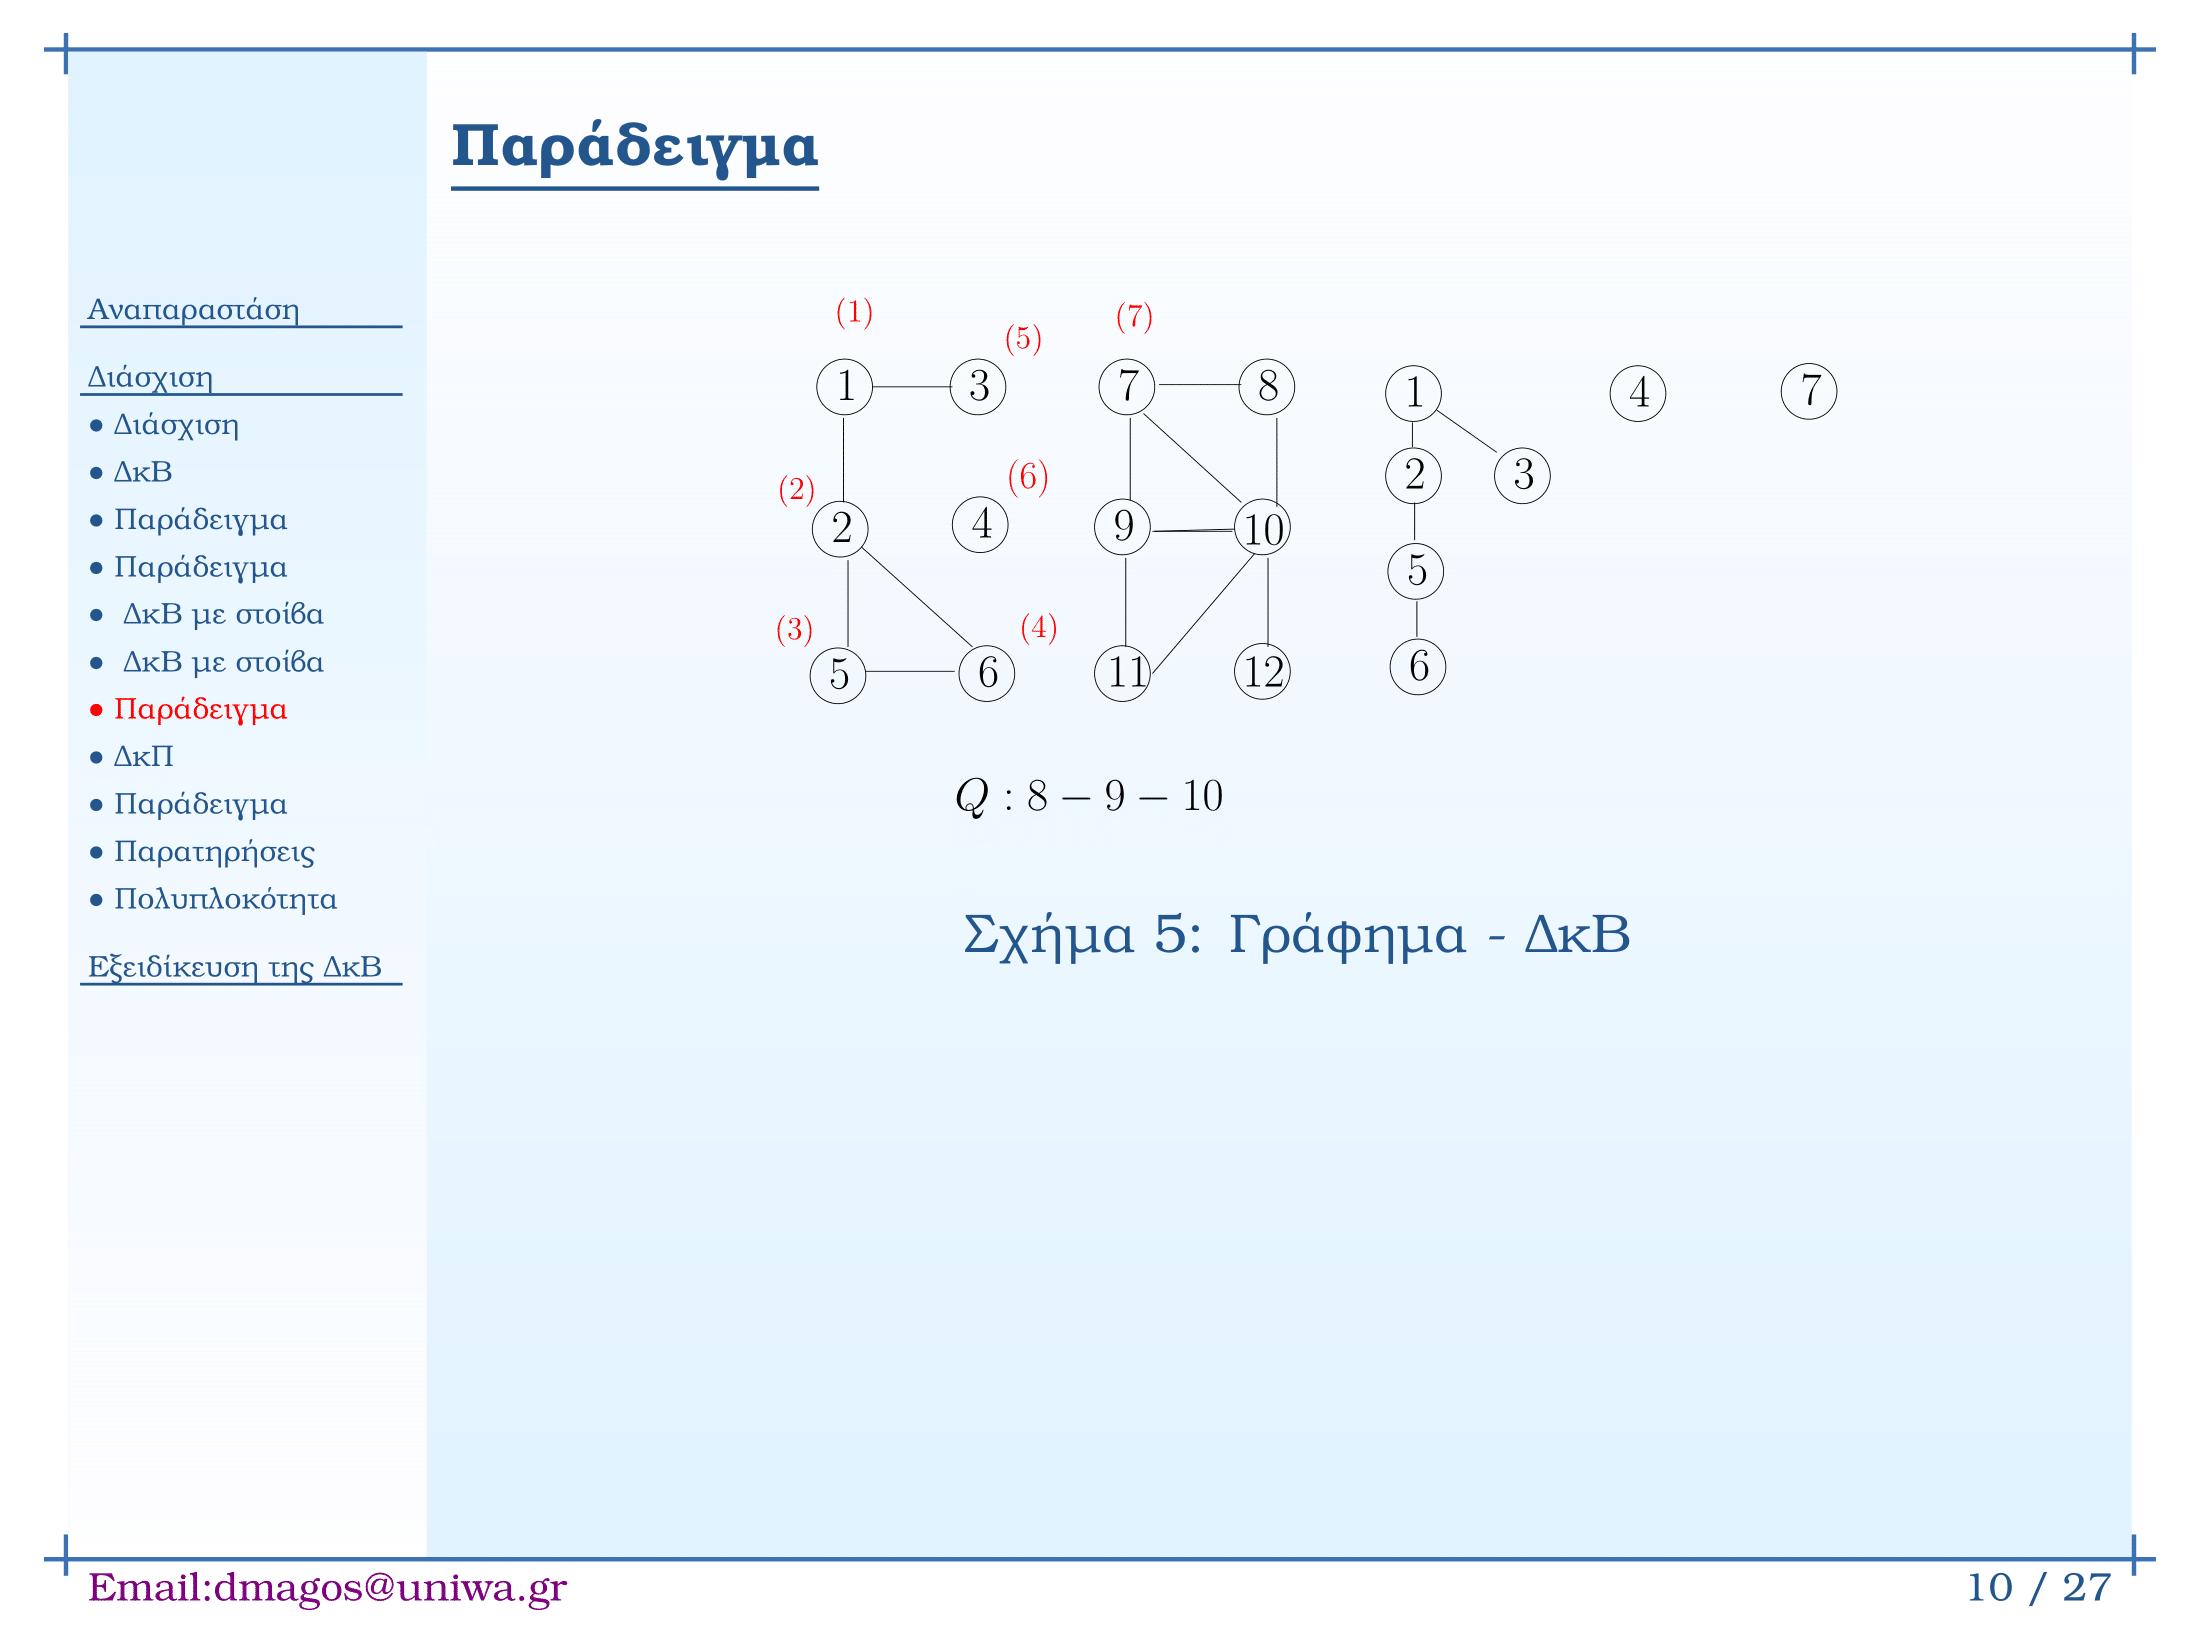 Παράδειγμα
Αναπαραστάση
Διάσχιση
● Διάσχιση
● ΔκΒ
● Παράδειγμα
● Παράδειγμα
● ΔκΒ με στοίβα
● ΔκΒ με στοίβα
● Παράδειγμα
● ΔκΠ
● Παράδειγμα
● Παρατηρήσεις
● Πολυπλοκότητα
Εξειδίκευση της ΔκΒ
(1) (5) (7)
1 3 7 8 1 4 7
(2) (6)
2 4 9 10 2 3
5
(3) (4)
5 6 11 12 6
Q : 8 − 9 − 10
Σχήμα 5: Γράφημα - ΔκΒ
Email:dmagos@uniwa.gr
10 / 27